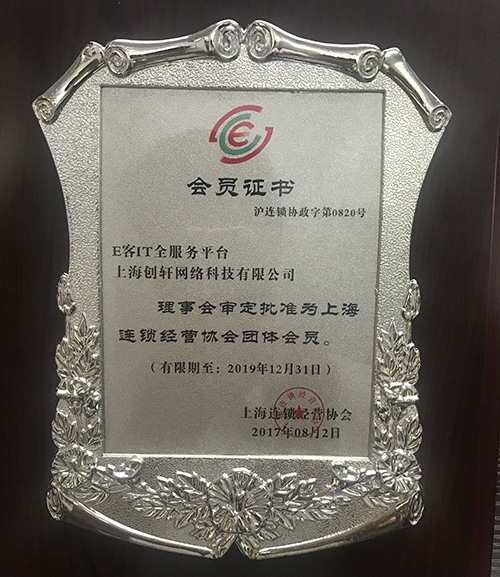 会员证书
沪连锁协政字第0820号
E客IT全服务平台
上海创轩网络科技有限公司
理事会审定批准为上海
连锁经营协会团体会员。
(有限期至：2019年12月31日)
上海连锁经营协会
2017年08月2日